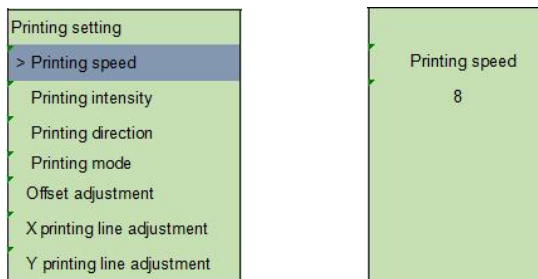 Printing setting
> Printing speed
Printing intensity
Printing direction
Printing mode
Offset adjustment
X printing line adjustment
Y printing line adjustment
Printing speed
8